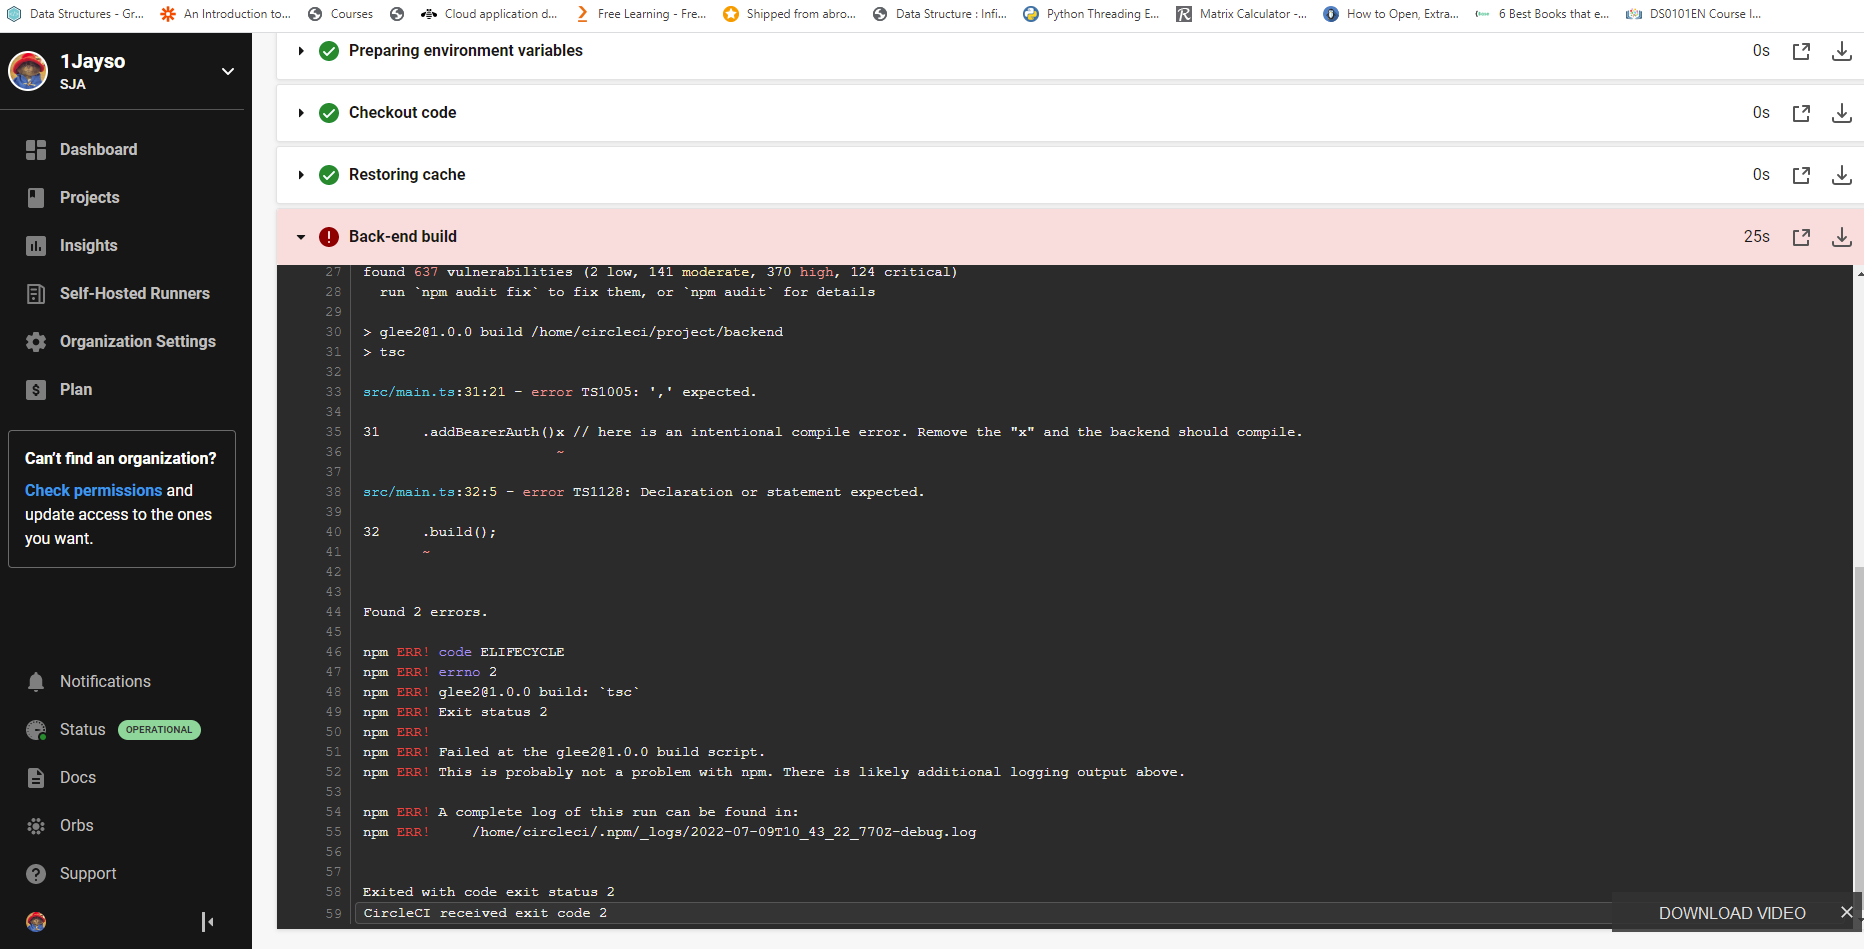 Data Structures - Gr... An Introduction to... Courses Cloud application d... Free Learning - Fre... Shipped from abro... Data Structure : Infi... Python Threading E... Matrix Calculator -... How to Open, Extra... 6 Best Books that e... DS0101EN Course I...
1Jayso
SJA
Dashboard
Projects
Insights
Self-Hosted Runners
Organization Settings
Plan
Can't find an organization?
Check permissions and
update access to the ones
you want.
Notifications
Status OPERATIONAL
Docs
Orbs
Support
Preparing environment variables 0s
Checkout code 0s
Restoring cache 0s
Back-end build 25s
27 found 637 vulnerabilities (2 low, 141 moderate, 370 high, 124 critical)
28 run `npm audit fix` to fix them, or `npm audit` for details
29
30 > glee2@1.0.0 build /home/circleci/project/backend
31 > tsc
32
33 src/main.ts:31:21 - error TS1005: ',' expected.
34
35 31 .addBearerAuth()x // here is an intentional compile error. Remove the "x" and the backend should compile.
36 ~
37
38 src/main.ts:32:5 - error TS1128: Declaration or statement expected.
39
40 32 .build();
41 ~
42
43
44 Found 2 errors.
45
46 npm ERR! code ELIFECYCLE
47 npm ERR! errno 2
48 npm ERR! glee2@1.0.0 build: `tsc`
49 npm ERR! Exit status 2
50 npm ERR!
51 npm ERR! Failed at the glee2@1.0.0 build script.
52 npm ERR! This is probably not a problem with npm. There is likely additional logging output above.
53
54 npm ERR! A complete log of this run can be found in:
55 npm ERR! /home/circleci/.npm/_logs/2022-07-09T10_43_22_770Z-debug.log
56
57
58 Exited with code exit status 2
59 CircleCI received exit code 2
DOWNLOAD VIDEO